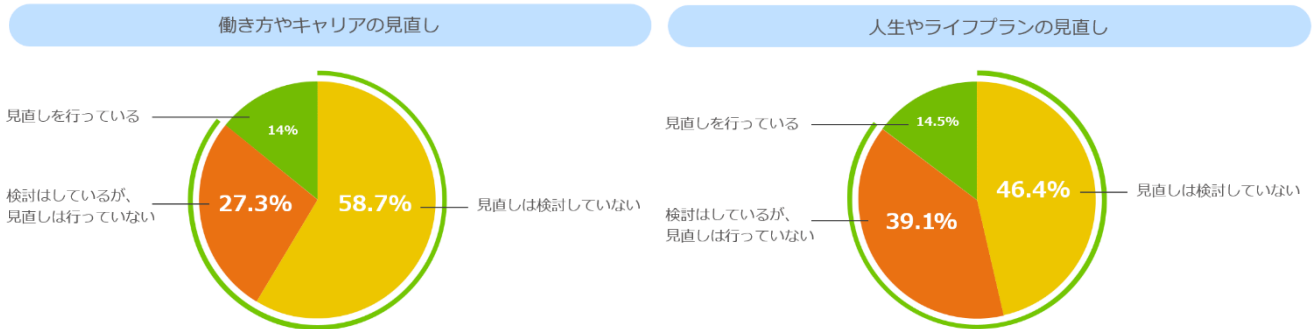 働き方やキャリアの見直し
見直しを行っている
14%
検討はしているが、
見直しは行っていない
27.3%
58.7%
見直しは検討していない
人生やライフプランの見直し
見直しを行っている
14.5%
検討はしているが、
見直しは行っていない
39.1%
46.4%
見直しは検討していない